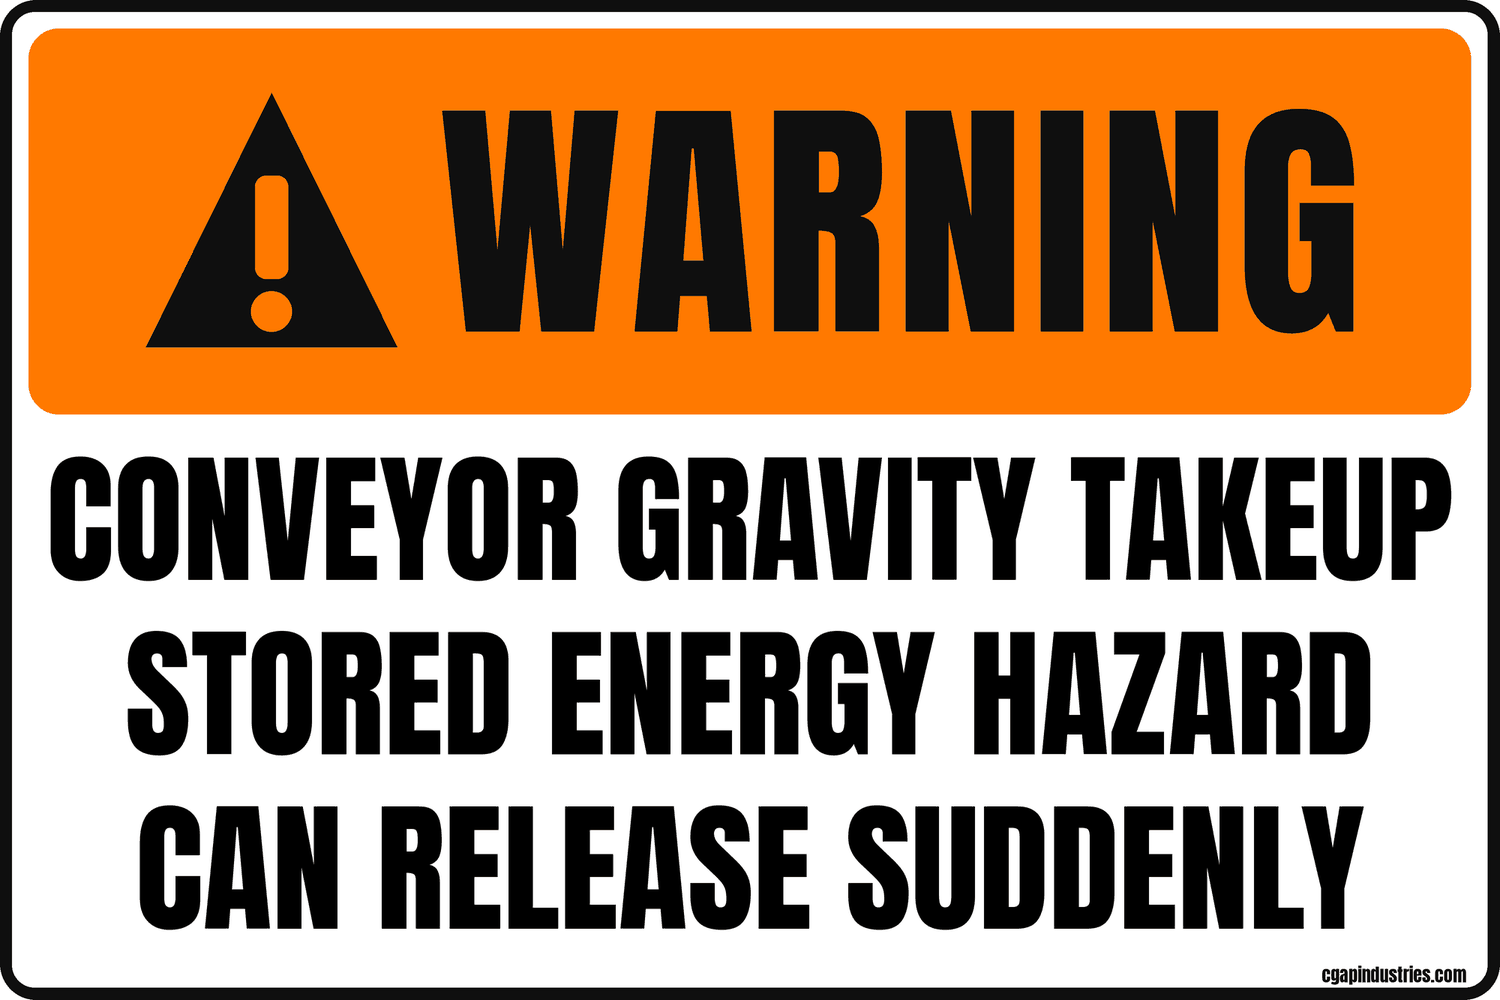 WARNING
CONVEYOR GRAVITY TAKEUP
STORED ENERGY HAZARD
CAN RELEASE SUDDENLY
cgapindustries.com